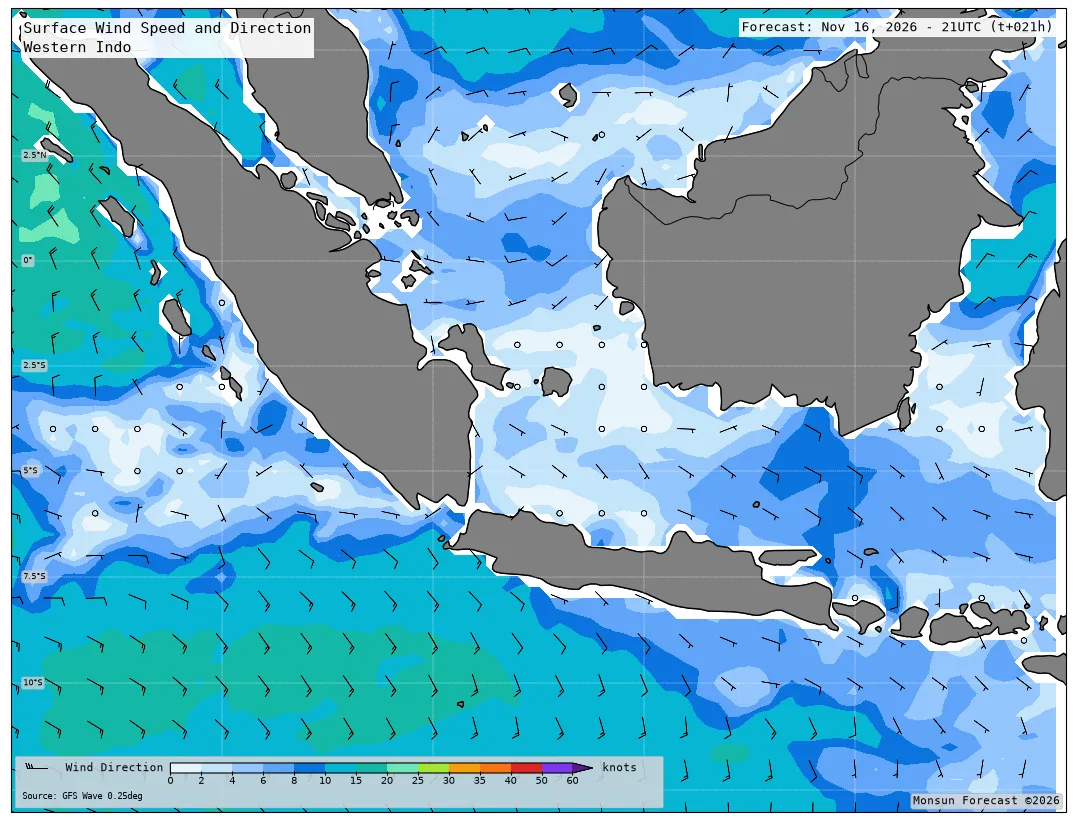 Surface Wind Speed and Direction
Western Indo
Forecast: Nov 16, 2026 - 21UTC (t+021h)
2.5°N
0°
2.5°S
5°S
7.5°S
10°S
Wind Direction
0 2 4 6 8 10 15 20 25 30 35 40 50 60
knots
Source: GFS Wave 0.25deg
Monsun Forecast ©2026